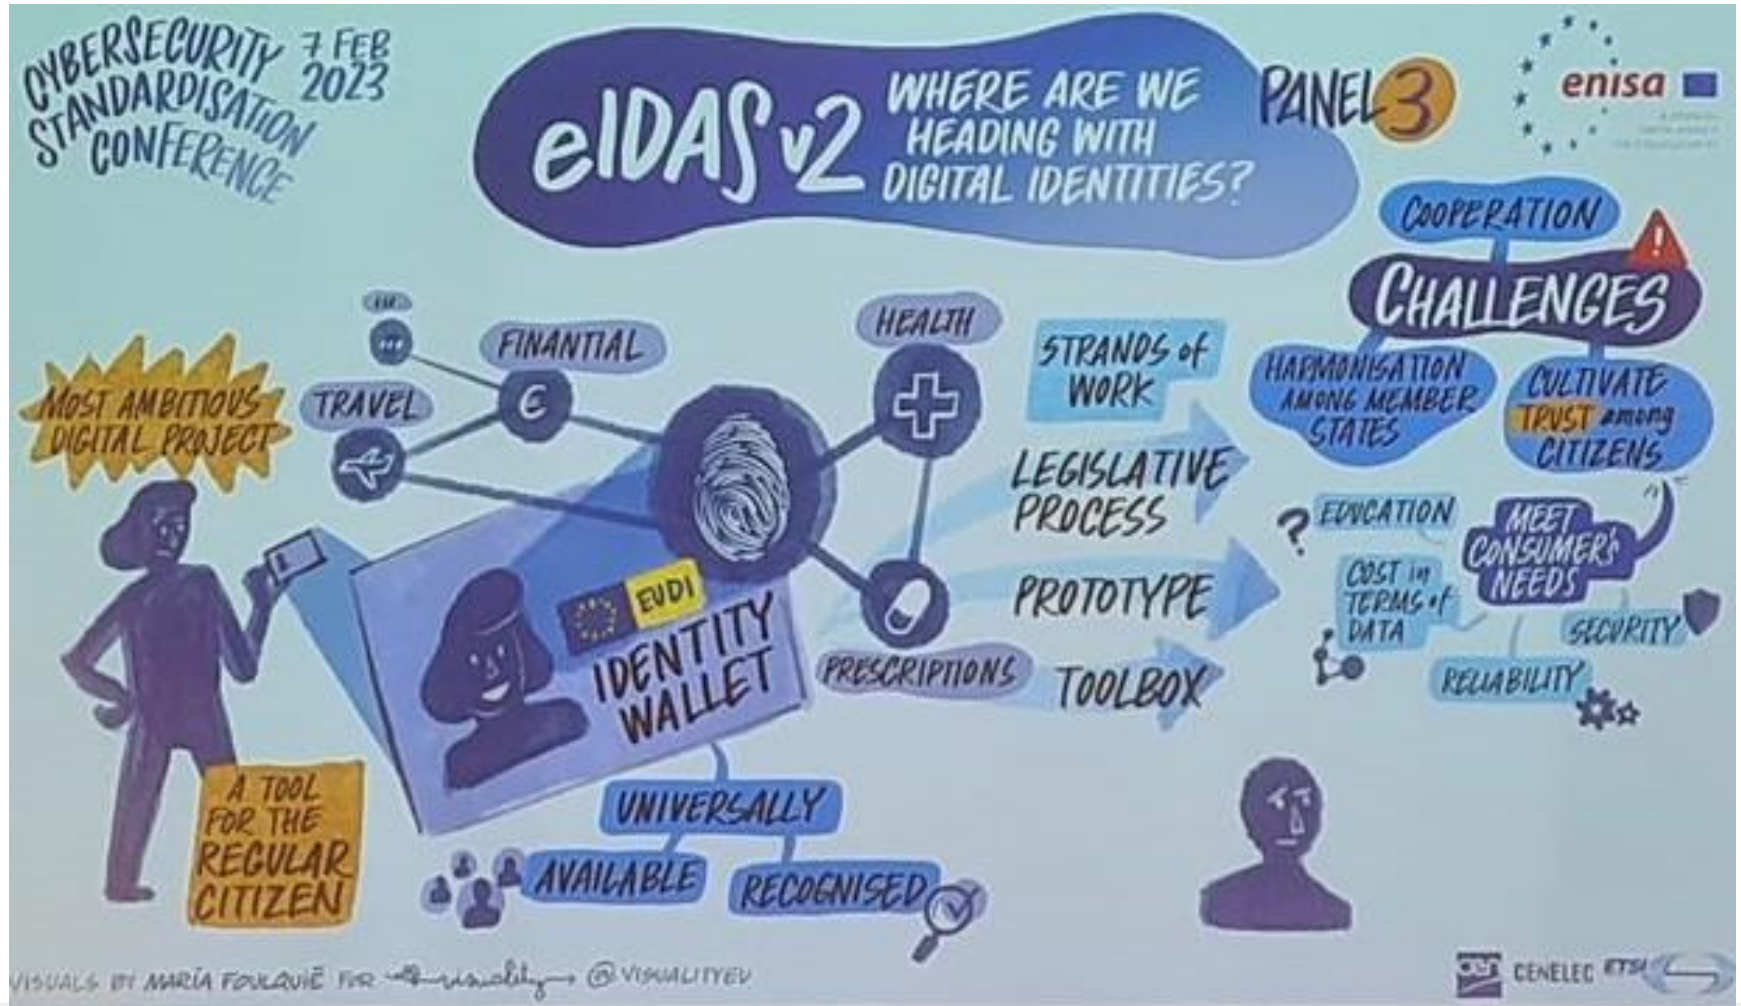 CYBERSECURITY
STANDARDISATION
CONFERENCE
7 FEB
2023
eIDAS v2
WHERE ARE WE
HEADING WITH
DIGITAL IDENTITIES?
PANEL 3
enisa
COOPERATION
CHALLENGES
HARMONISATION
AMONG MEMBER
STATES
CULTIVATE
TRUST among
CITIZENS
MOST AMBITIOUS
DIGITAL PROJECT
TRAVEL
FINANTIAL
€
HEALTH
PRESCRIPTIONS
EUDI
IDENTITY
WALLET
STRANDS of
WORK
LEGISLATIVE
PROCESS
PROTOTYPE
TOOLBOX
? EDUCATION
MEET
CONSUMER'S
NEEDS
COST in
TERMS of
DATA
SECURITY
RELIABILITY
A TOOL
FOR THE
REGULAR
CITIZEN
UNIVERSALLY
AVAILABLE
RECOGNISED
VISUALS BY MARÍA FOULQUIÉ FOR visuality @VISUALITYEU
cen CENELEC ETSI